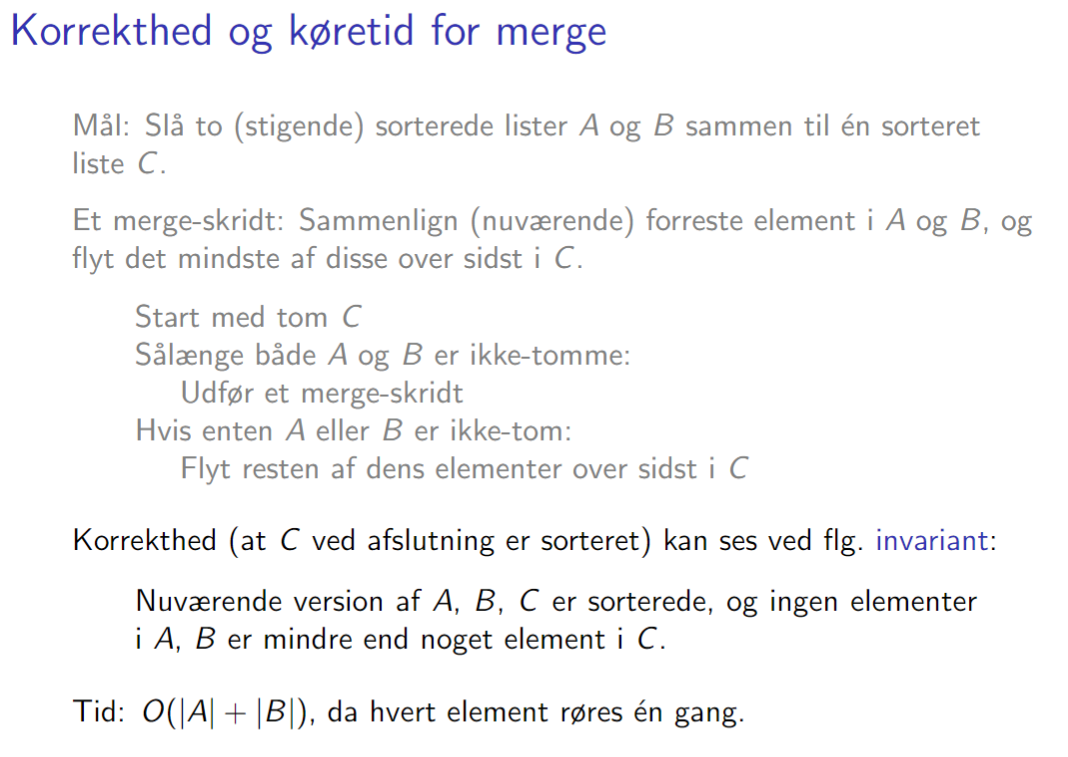 Korrekthed og køretid for merge
Mål: Slå to (stigende) sorterede lister A og B sammen til én sorteret
liste C.
Et merge-skridt: Sammenlign (nuværende) forreste element i A og B, og
flyt det mindste af disse over sidst i C.
Start med tom C
Sålænge både A og B er ikke-tomme:
Udfør et merge-skridt
Hvis enten A eller B er ikke-tom:
Flyt resten af dens elementer over sidst i C
Korrekthed (at C ved afslutning er sorteret) kan ses ved flg. invariant:
Nuværende version af A, B, C er sorterede, og ingen elementer
i A, B er mindre end noget element i C.
Tid: O(|A| + |B|), da hvert element røres én gang.